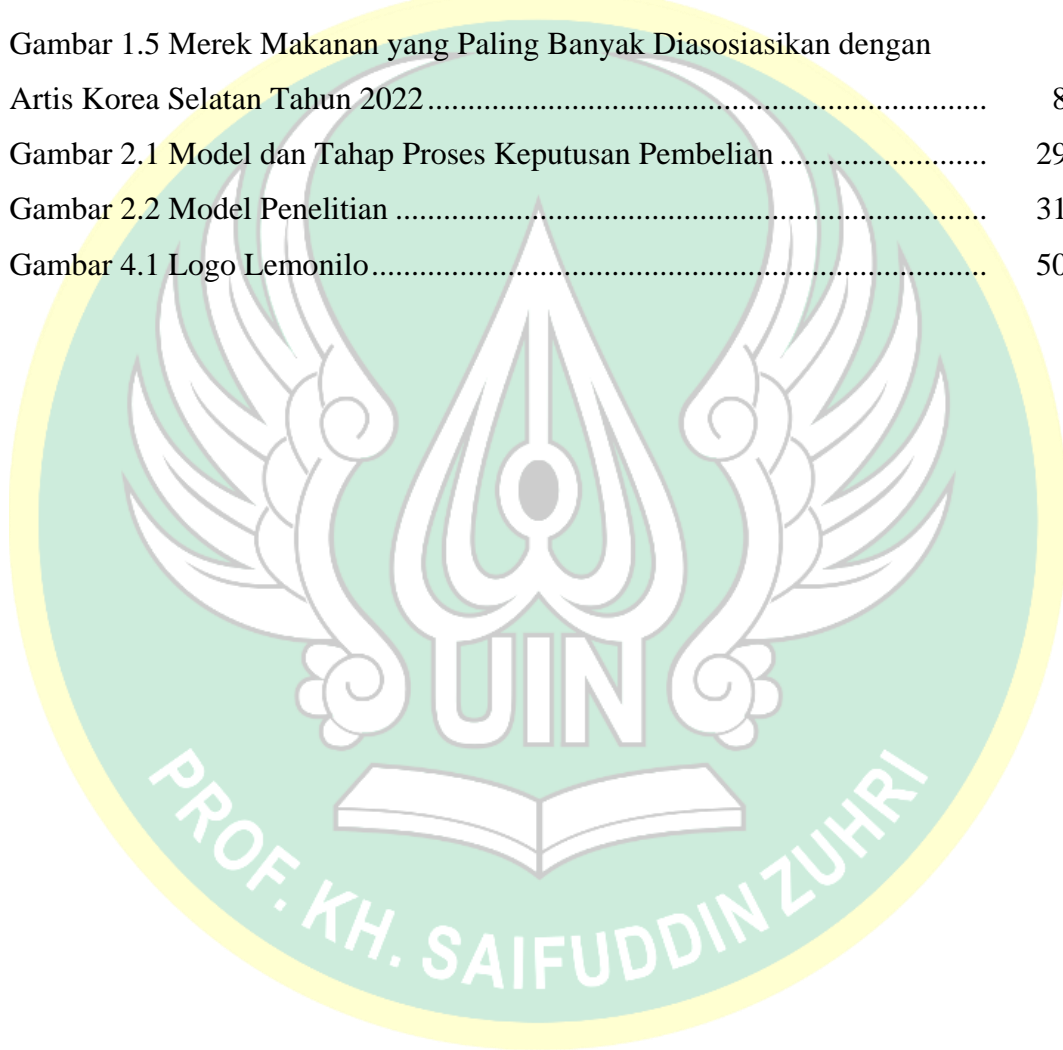 Gambar 1.5 Merek Makanan yang Paling Banyak Diasosiasikan dengan
Artis Korea Selatan Tahun 2022...................................................................... 8
Gambar 2.1 Model dan Tahap Proses Keputusan Pembelian .......................... 29
Gambar 2.2 Model Penelitian .......................................................................... 31
Gambar 4.1 Logo Lemonilo............................................................................. 50
UIN
PROF. KH. SAIFUDDIN ZUHRI